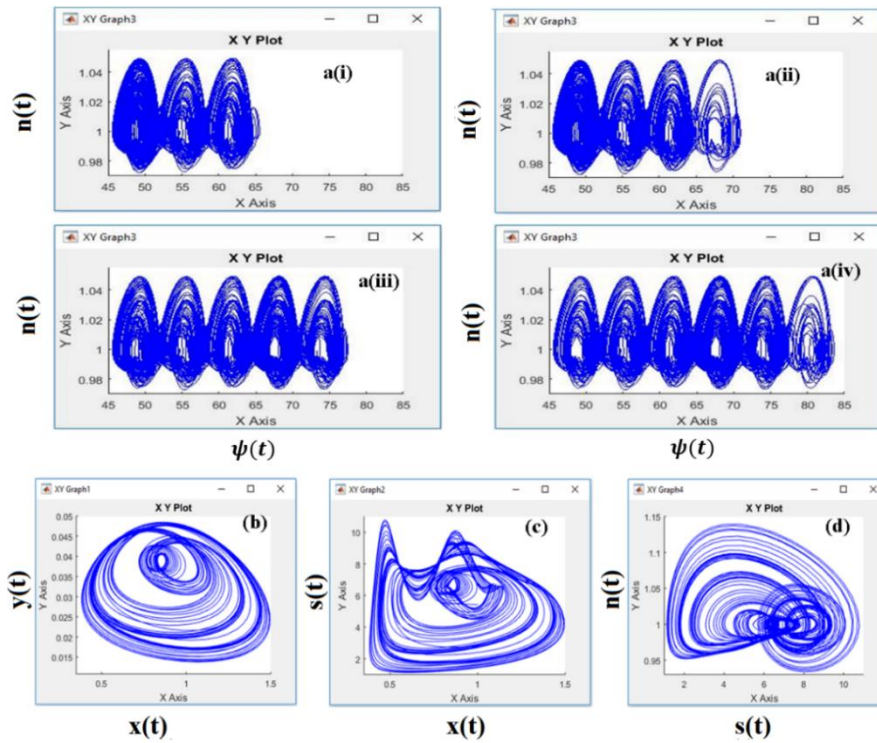 XY Graph3
X Y Plot
a(i)
n(t)
Y Axis
1.04
1.02
1
0.98
45 50 55 60 65 70 75 80 85
X Axis
XY Graph3
X Y Plot
a(ii)
n(t)
Y Axis
1.04
1.02
1
0.98
45 50 55 60 65 70 75 80 85
X Axis
XY Graph3
X Y Plot
a(iii)
n(t)
Y Axis
1.04
1.02
1
0.98
45 50 55 60 65 70 75 80 85
X Axis
ψ(t)
XY Graph3
X Y Plot
a(iv)
n(t)
Y Axis
1.04
1.02
1
0.98
45 50 55 60 65 70 75 80 85
X Axis
ψ(t)
XY Graph1
X Y Plot
(b)
y(t)
Y Axis
0.05
0.045
0.04
0.035
0.03
0.025
0.02
0.015
0.5 1 1.5
X Axis
x(t)
XY Graph2
X Y Plot
(c)
s(t)
Y Axis
10
8
6
4
2
0.5 1 1.5
X Axis
x(t)
XY Graph4
X Y Plot
(d)
n(t)
Y Axis
1.15
1.1
1.05
1
0.95
2 4 6 8 10
X Axis
s(t)